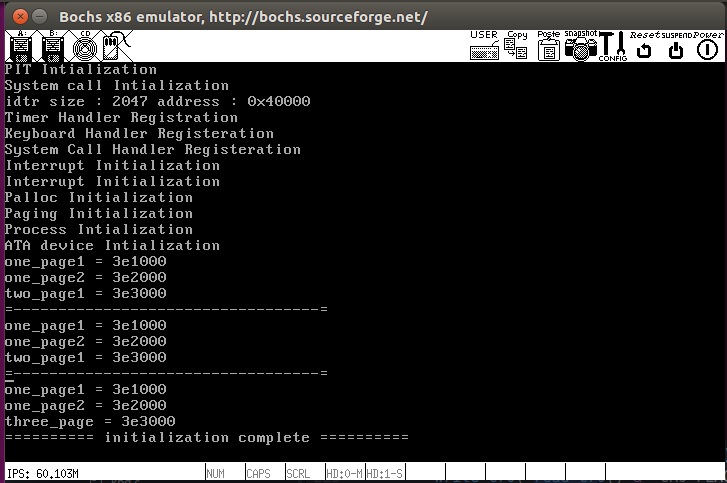 Bochs x86 emulator, http://bochs.sourceforge.net/
A: B: CD USER Copy Poste snapshot CONFIG Reset SUSPEND Power
PIT Intialization
System call Intialization
idtr size : 2047 address : 0x40000
Timer Handler Registration
Keyboard Handler Registeration
System Call Handler Registeration
Interrupt Initialization
Interrupt Initialization
Palloc Initialization
Paging Initialization
Process Intialization
ATA device Intialization
one_page1 = 3e1000
one_page2 = 3e2000
two_page1 = 3e3000
=----------------------------------=
one_page1 = 3e1000
one_page2 = 3e2000
two_page1 = 3e3000
=----------------------------------=
one_page1 = 3e1000
one_page2 = 3e2000
three_page = 3e3000
========== initialization complete ==========
IPS: 60.103M NUM CAPS SCRL HD:0-M HD:1-S